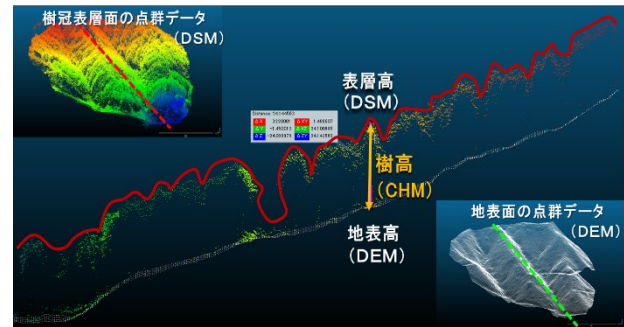 樹冠表層面の点群データ
(DSM)
表層高
(DSM)
樹高
(CHM)
地表高
(DEM)
地表面の点群データ
(DEM)